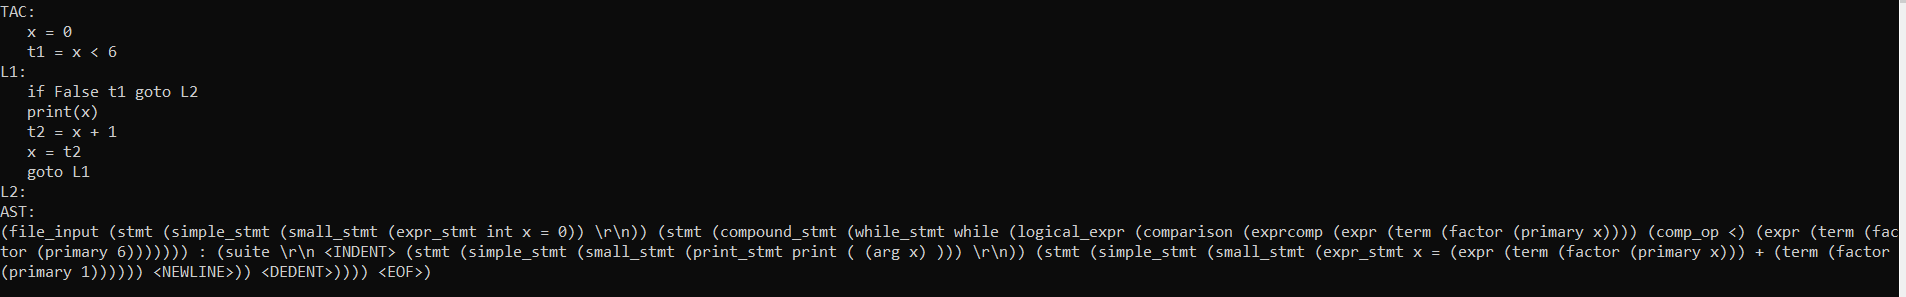 TAC:
   x = 0
   t1 = x < 6
L1:
   if False t1 goto L2
   print(x)
   t2 = x + 1
   x = t2
   goto L1
L2:
AST:
(file_input (stmt (simple_stmt (small_stmt (expr_stmt int x = 0)) \r\n)) (stmt (compound_stmt (while_stmt while (logical_expr (comparison (exprcomp (expr (term (factor (primary x)))) (comp_op <) (expr (term (fac
tor (primary 6))))))) : (suite \r\n <INDENT> (stmt (simple_stmt (small_stmt (print_stmt print ( (arg x) ))) \r\n)) (stmt (simple_stmt (small_stmt (expr_stmt x = (expr (term (factor (primary x))) + (term (factor
(primary 1)))))) <NEWLINE>)) <DEDENT>)))) <EOF>)